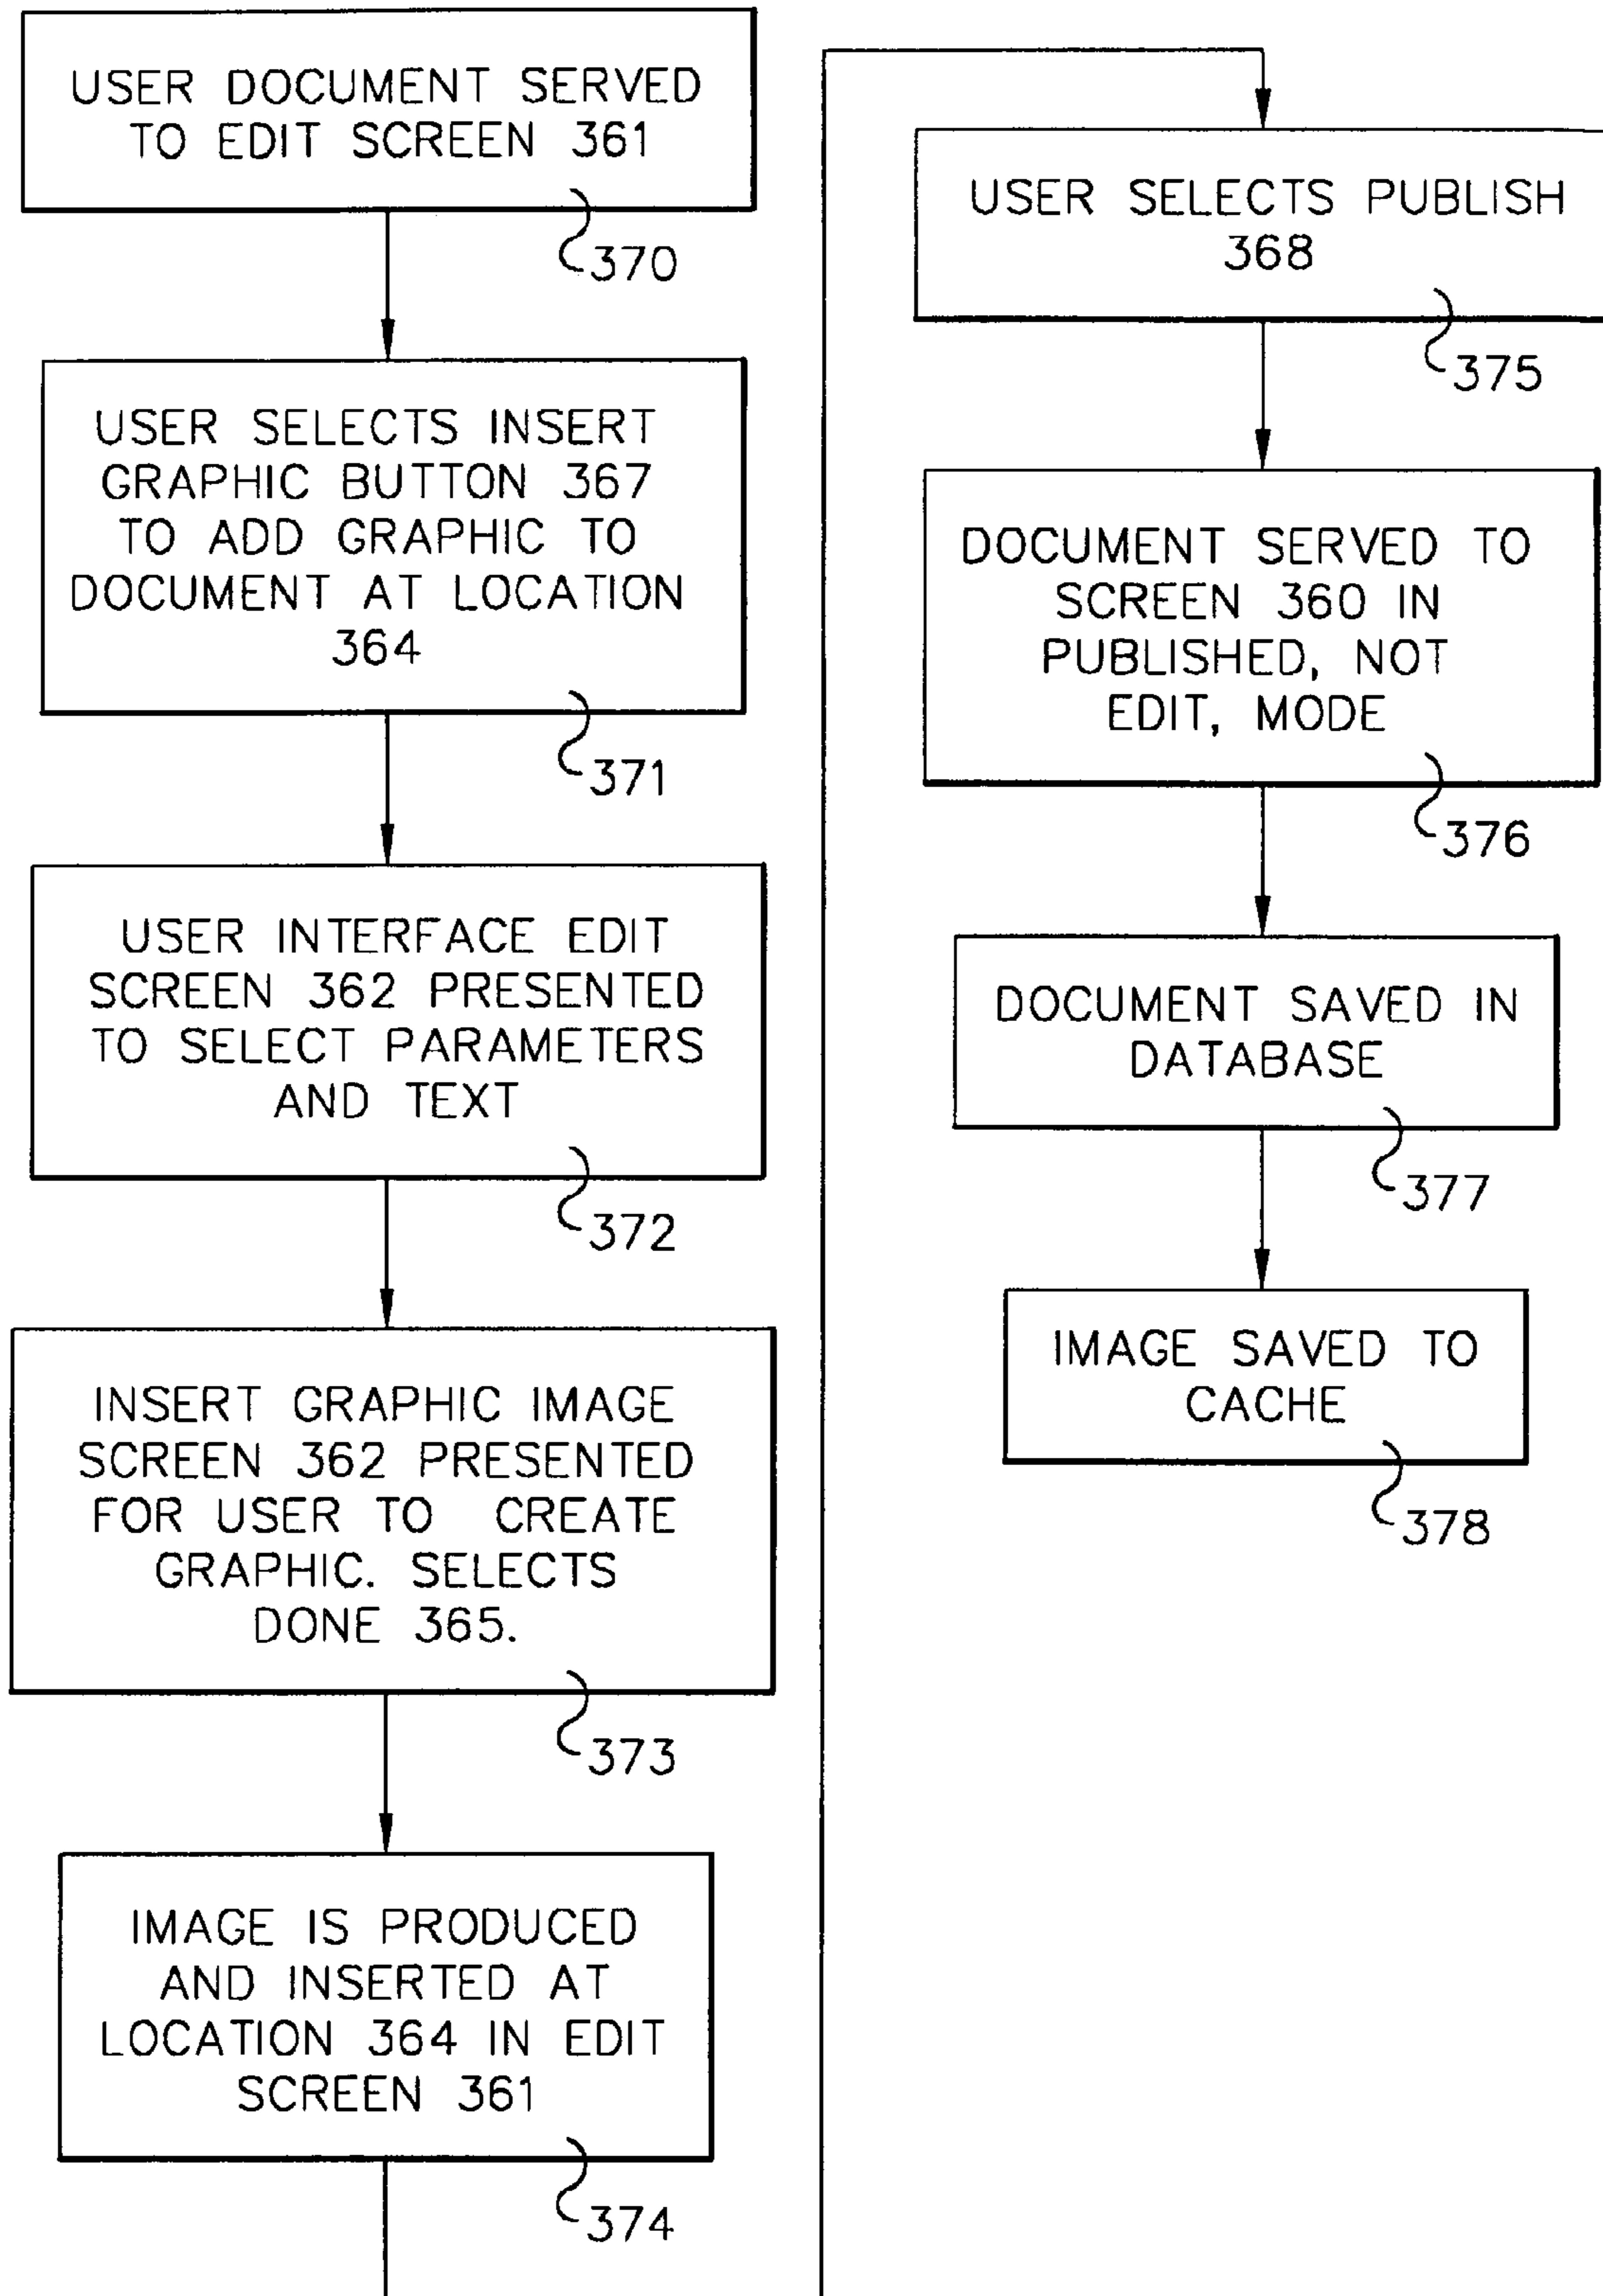 USER DOCUMENT SERVED
TO EDIT SCREEN 361
370
USER SELECTS INSERT
GRAPHIC BUTTON 367
TO ADD GRAPHIC TO
DOCUMENT AT LOCATION
364
371
USER INTERFACE EDIT
SCREEN 362 PRESENTED
TO SELECT PARAMETERS
AND TEXT
372
INSERT GRAPHIC IMAGE
SCREEN 362 PRESENTED
FOR USER TO CREATE
GRAPHIC. SELECTS
DONE 365.
373
IMAGE IS PRODUCED
AND INSERTED AT
LOCATION 364 IN EDIT
SCREEN 361
374
USER SELECTS PUBLISH
368
375
DOCUMENT SERVED TO
SCREEN 360 IN
PUBLISHED, NOT
EDIT, MODE
376
DOCUMENT SAVED IN
DATABASE
377
IMAGE SAVED TO
CACHE
378